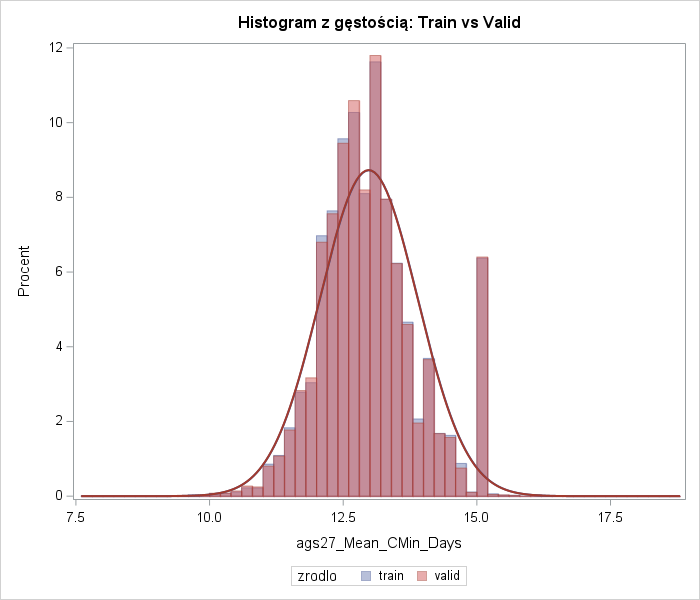 Histogram z gęstością: Train vs Valid
12
10
8
6
4
2
0
Procent
7.5 10.0 12.5 15.0 17.5
ags27_Mean_CMin_Days
zrodlo train valid